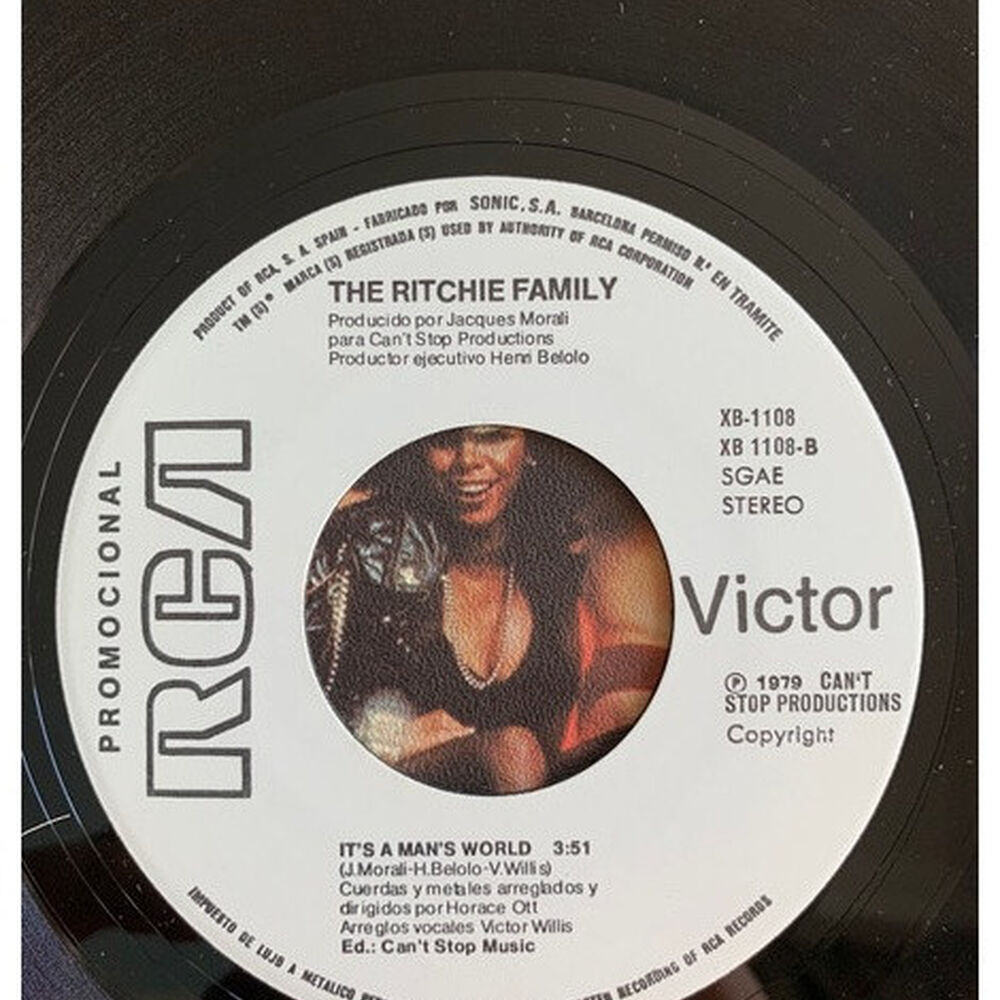 PRODUCT OF RCA, S. A. SPAIN - FABRICADO POR SONIC, S.A. BARCELONA PERMISO N.º EN TRAMITE
TM (S)® MARCA (S) REGISTRADA (S) USED BY AUTHORITY OF RCA CORPORATION
THE RITCHIE FAMILY
Producido por Jacques Morali
para Can't Stop Productions
Productor ejecutivo Henri Belolo
PROMOCIONAL
RCA
XB-1108
XB 1108-B
SGAE
STEREO
Victor
Ⓟ 1979 CAN'T
STOP PRODUCTIONS
Copyright
IT'S A MAN'S WORLD 3:51
(J.Morali-H.Belolo-V.Willis)
Cuerdas y metales arreglados y
dirigidos por Horace Ott
Arreglos vocales Victor Willis
Ed.: Can't Stop Music
IMPUESTO DE LUJO A METALICO
RECORDING OF RCA RECORDS